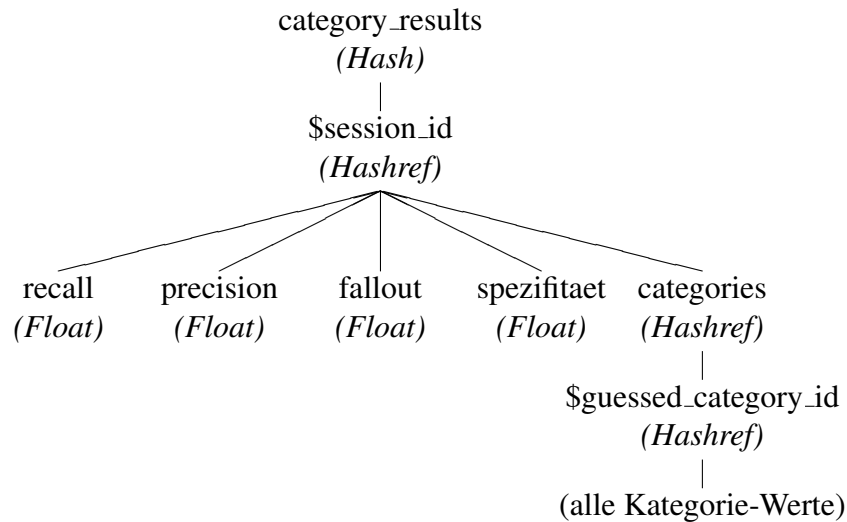 category_results
(Hash)
$session_id
(Hashref)
recall precision fallout spezifitaet categories
(Float) (Float) (Float) (Float) (Hashref)
$guessed_category_id
(Hashref)
(alle Kategorie-Werte)